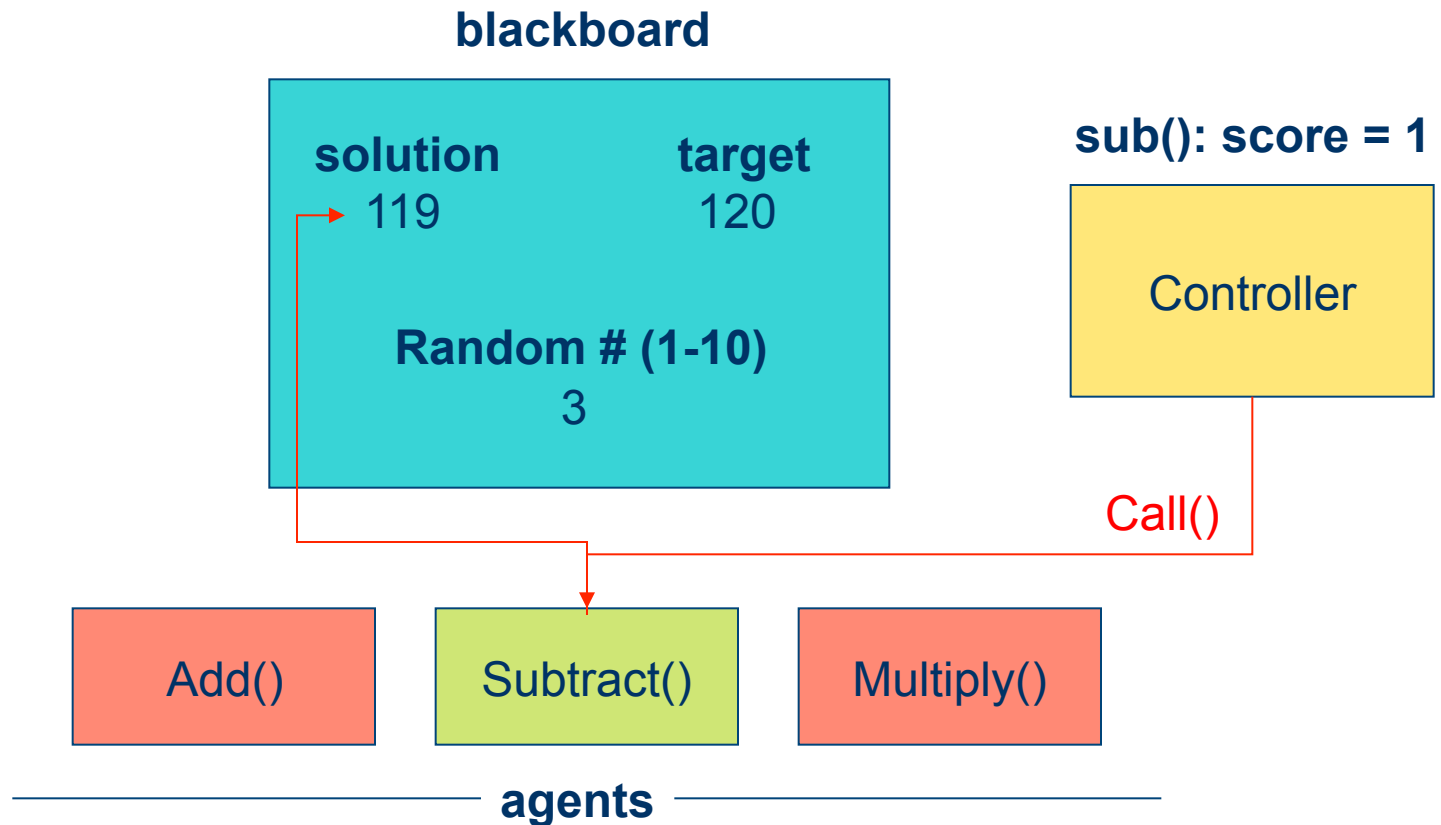 blackboard
sub(): score = 1
solution target
119 120
Controller
Random # (1-10)
3
Call()
Add() Subtract() Multiply()
agents